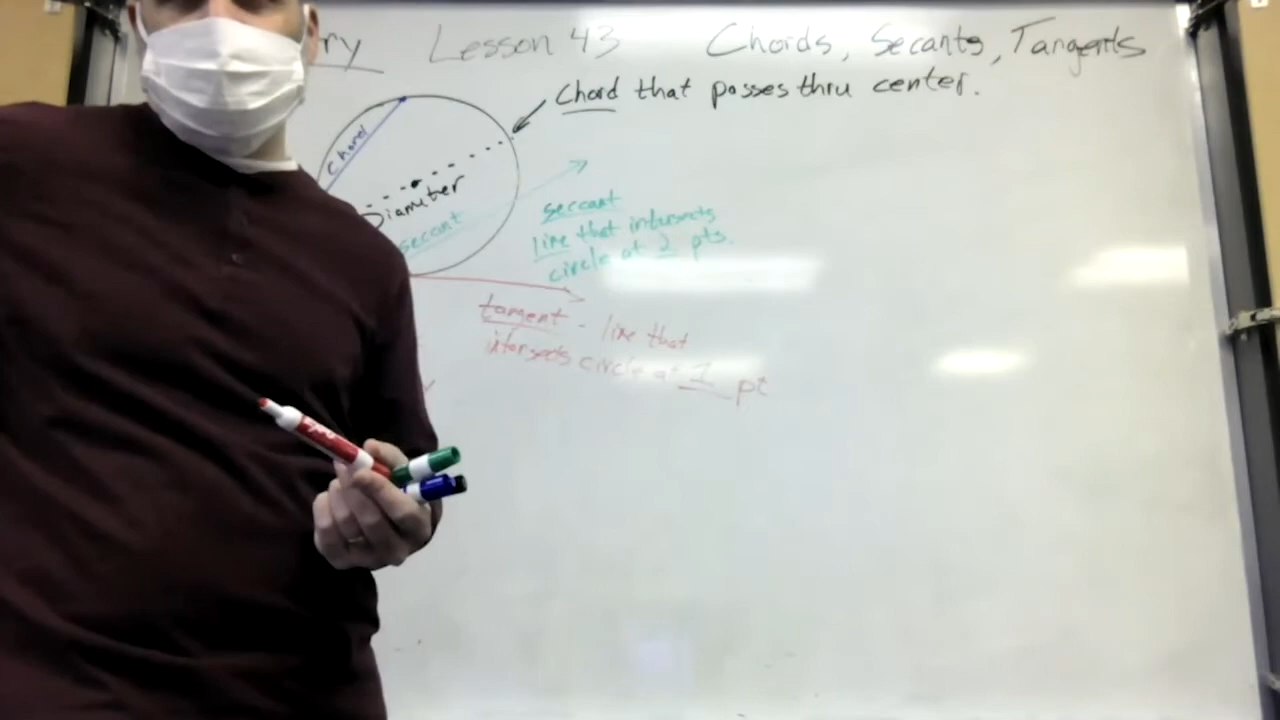 ry Lesson 43 Chords, Secants, Tangents
Chord that passes thru center.
chord
Diameter
secant
secant
line that intersects
circle at 2 pts.
tangent - line that
intersects circle at 1 pt